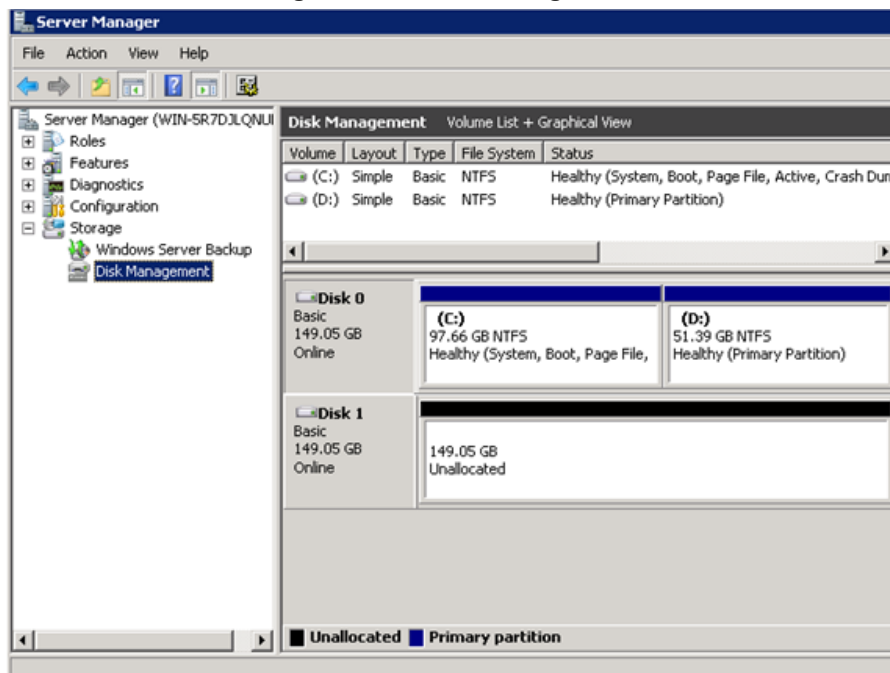 Server Manager
File Action View Help
Server Manager (WIN-5R7DJLQNUI
Roles
Features
Diagnostics
Configuration
Storage
Windows Server Backup
Disk Management
Disk Management Volume List + Graphical View
Volume Layout Type File System Status
(C:) Simple Basic NTFS Healthy (System, Boot, Page File, Active, Crash Dum
(D:) Simple Basic NTFS Healthy (Primary Partition)
Disk 0
Basic
149.05 GB
Online
(C:)
97.66 GB NTFS
Healthy (System, Boot, Page File,
(D:)
51.39 GB NTFS
Healthy (Primary Partition)
Disk 1
Basic
149.05 GB
Online
149.05 GB
Unallocated
Unallocated Primary partition